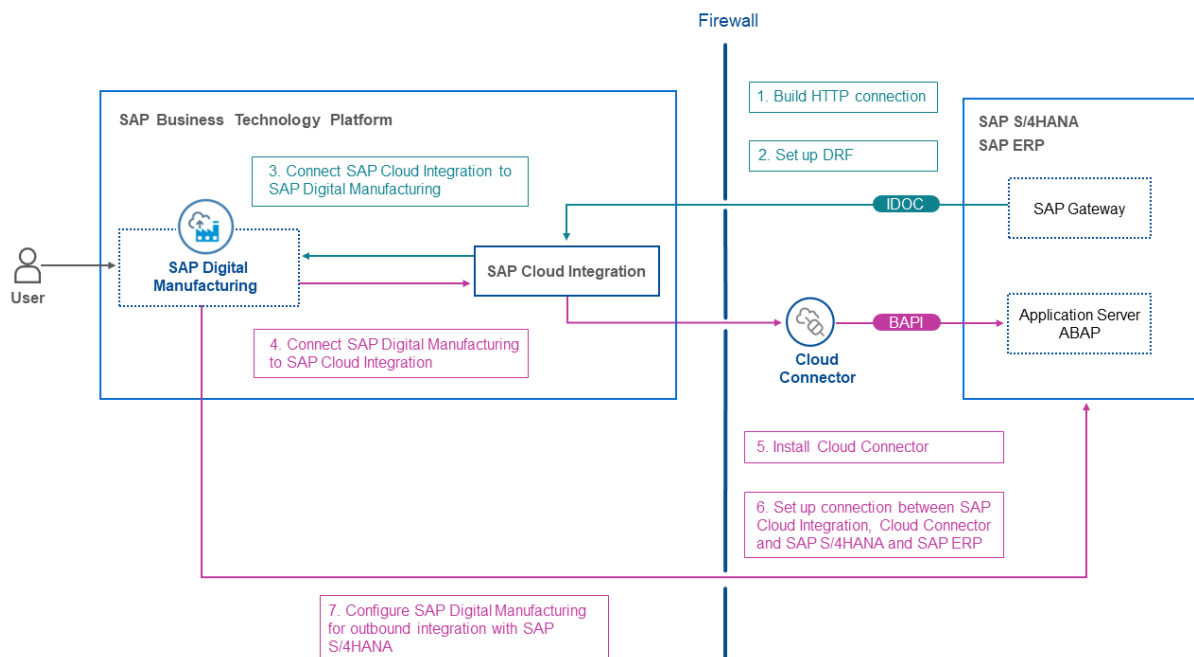 Firewall
SAP Business Technology Platform
1. Build HTTP connection
2. Set up DRF
SAP S/4HANA
SAP ERP
3. Connect SAP Cloud Integration to
SAP Digital Manufacturing
IDOC
SAP Gateway
User
SAP Digital
Manufacturing
SAP Cloud Integration
4. Connect SAP Digital Manufacturing
to SAP Cloud Integration
Cloud
Connector
BAPI
Application Server
ABAP
5. Install Cloud Connector
6. Set up connection between SAP
Cloud Integration, Cloud Connector
and SAP S/4HANA and SAP ERP
7. Configure SAP Digital Manufacturing
for outbound integration with SAP
S/4HANA